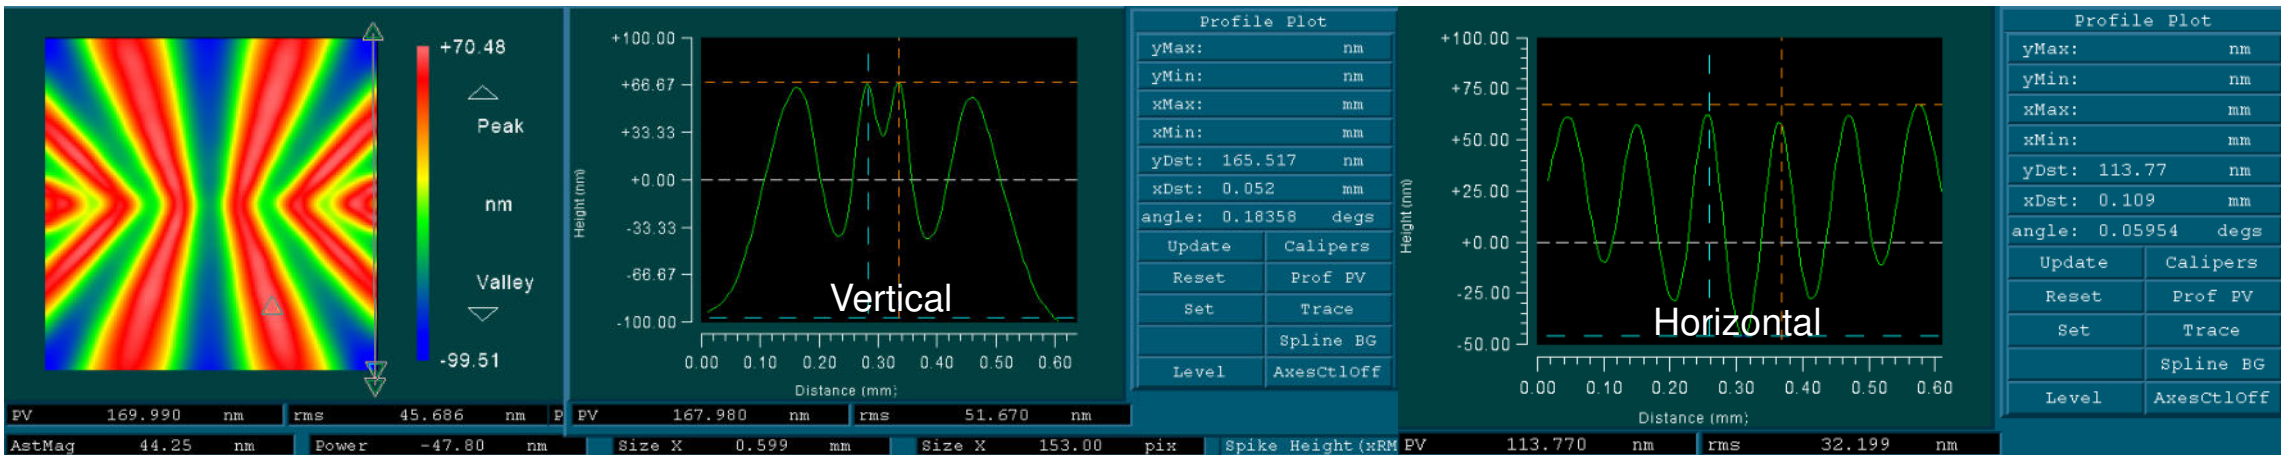 +70.48
Peak
nm
Valley
-99.51
PV 169.990 nm rms 45.686 nm P
AstMag 44.25 nm Power -47.80 nm Size X 0.599 mm Size X 153.00 pix Spike Height(xRM
+100.00
+66.67
+33.33
+0.00
-33.33
-66.67
-100.00
Height (nm)
Vertical
0.00 0.10 0.20 0.30 0.40 0.50 0.60
Distance (mm);
PV 167.980 nm rms 51.670 nm
Profile Plot
yMax: nm
yMin: nm
xMax: mm
xMin: mm
yDst: 165.517 nm
xDst: 0.052 mm
angle: 0.18358 degs
Update Calipers
Reset Prof PV
Set Trace
Spline BG
Level AxesCtlOff
+100.00
+75.00
+50.00
+25.00
+0.00
-25.00
-50.00
Height (nm)
Horizontal
0.00 0.10 0.20 0.30 0.40 0.50 0.60
Distance (mm);
PV 113.770 nm rms 32.199 nm
Profile Plot
yMax: nm
yMin: nm
xMax: mm
xMin: mm
yDst: 113.77 nm
xDst: 0.109 mm
angle: 0.05954 degs
Update Calipers
Reset Prof PV
Set Trace
Spline BG
Level AxesCtlOff